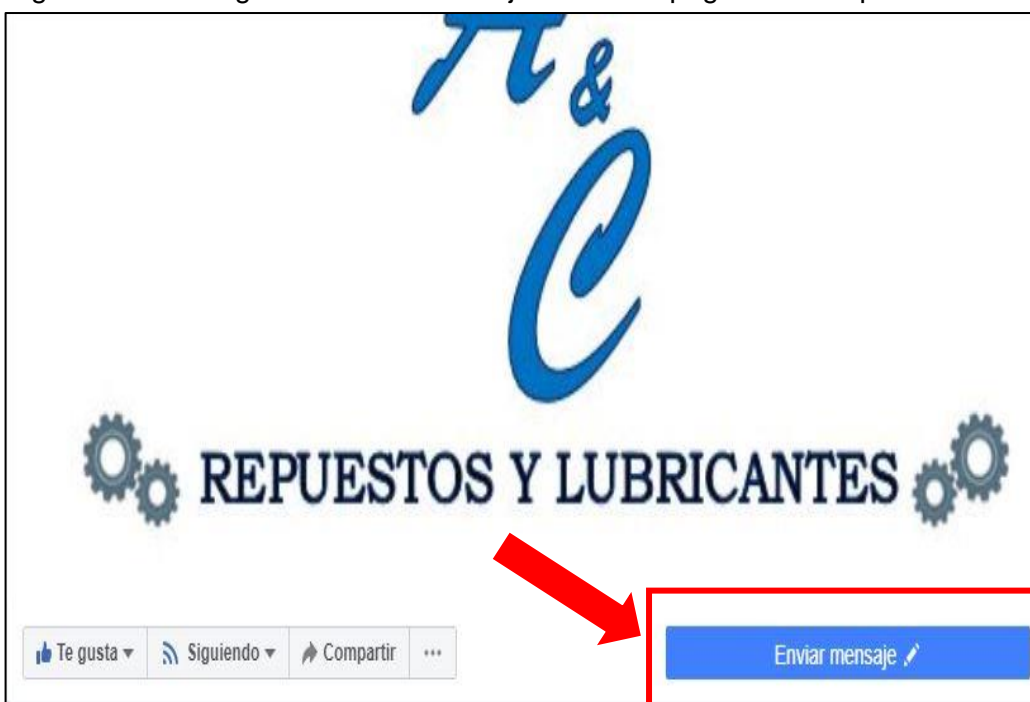 A
&
C
REPUESTOS Y LUBRICANTES
Te gusta Siguiendo Compartir ...
Enviar mensaje